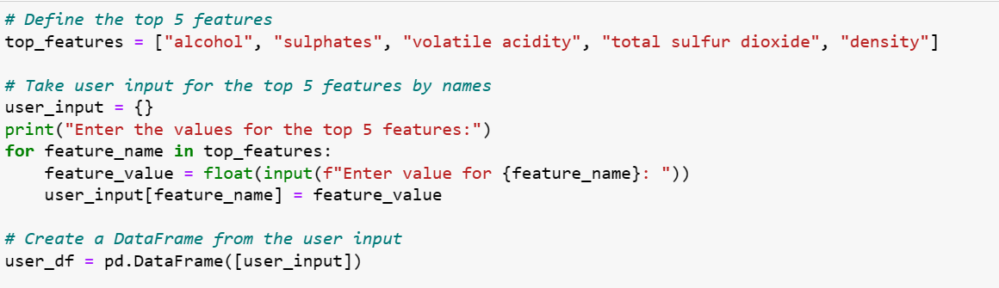 # Define the top 5 features
top_features = ["alcohol", "sulphates", "volatile acidity", "total sulfur dioxide", "density"]
# Take user input for the top 5 features by names
user_input = {}
print("Enter the values for the top 5 features:")
for feature_name in top_features:
    feature_value = float(input(f"Enter value for {feature_name}: "))
    user_input[feature_name] = feature_value
# Create a DataFrame from the user input
user_df = pd.DataFrame([user_input])